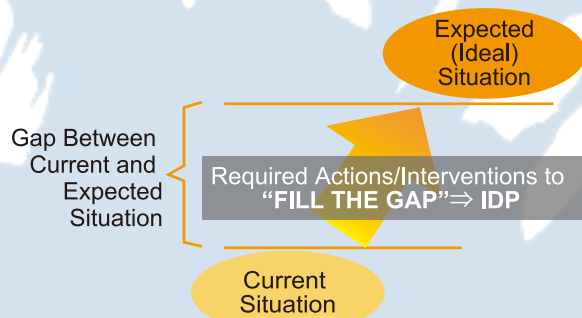 Expected
(Ideal)
Situation
Gap Between
Current and
Expected
Situation
Required Actions/Interventions to
“FILL THE GAP”⇒ IDP
Current
Situation